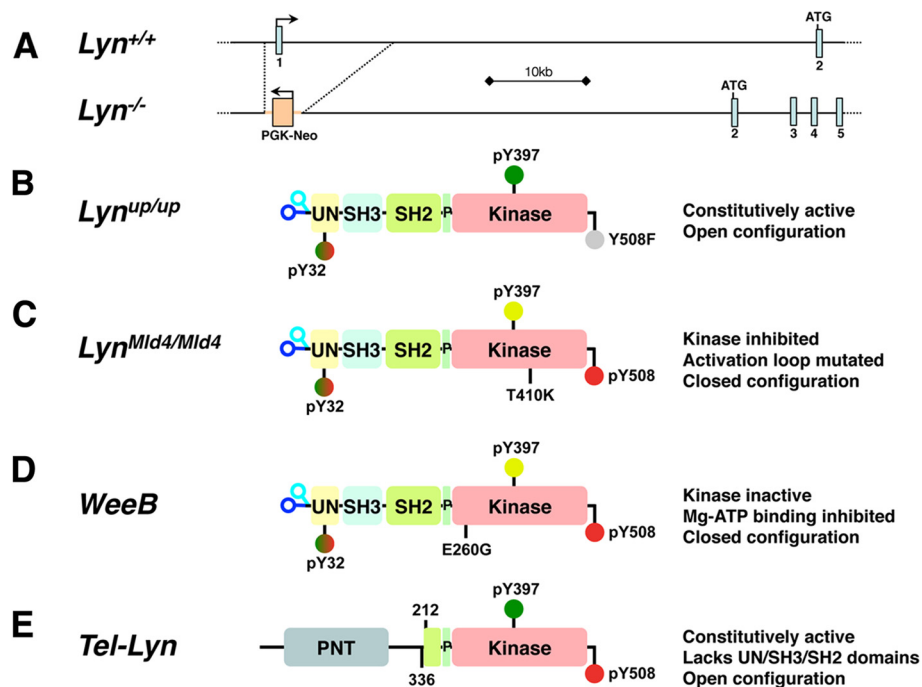 A
Lyn+/+
ATG
1
2
10kb
Lyn-/-
ATG
PGK-Neo
2
3
4
5
B
Lynup/up
pY397
UN
SH3
SH2
P
Kinase
Y508F
pY32
Constitutively active
Open configuration
C
LynMld4/Mld4
pY397
UN
SH3
SH2
P
Kinase
pY508
pY32
T410K
Kinase inhibited
Activation loop mutated
Closed configuration
D
WeeB
pY397
UN
SH3
SH2
P
Kinase
pY508
pY32
E260G
Kinase inactive
Mg-ATP binding inhibited
Closed configuration
E
Tel-Lyn
pY397
212
PNT
P
Kinase
336
pY508
Constitutively active
Lacks UN/SH3/SH2 domains
Open configuration